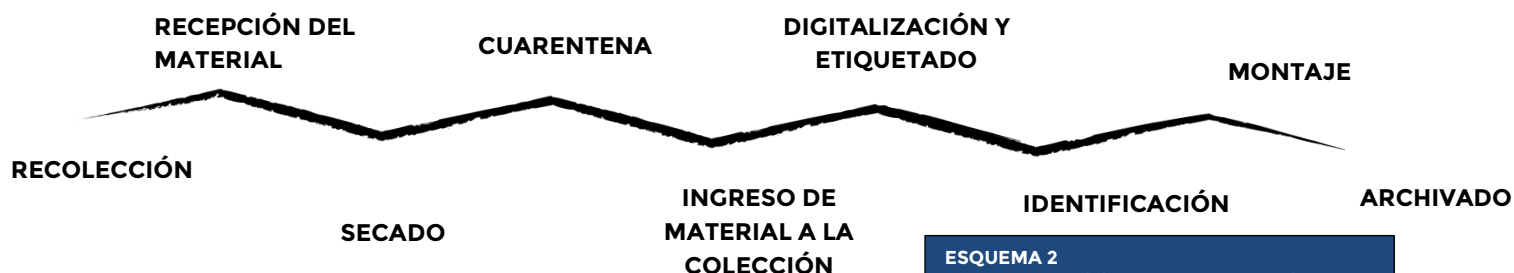 RECOLECCIÓN
RECEPCIÓN DEL
MATERIAL
SECADO
CUARENTENA
INGRESO DE
MATERIAL A LA
COLECCIÓN
DIGITALIZACIÓN Y
ETIQUETADO
IDENTIFICACIÓN
MONTAJE
ARCHIVADO
ESQUEMA 2